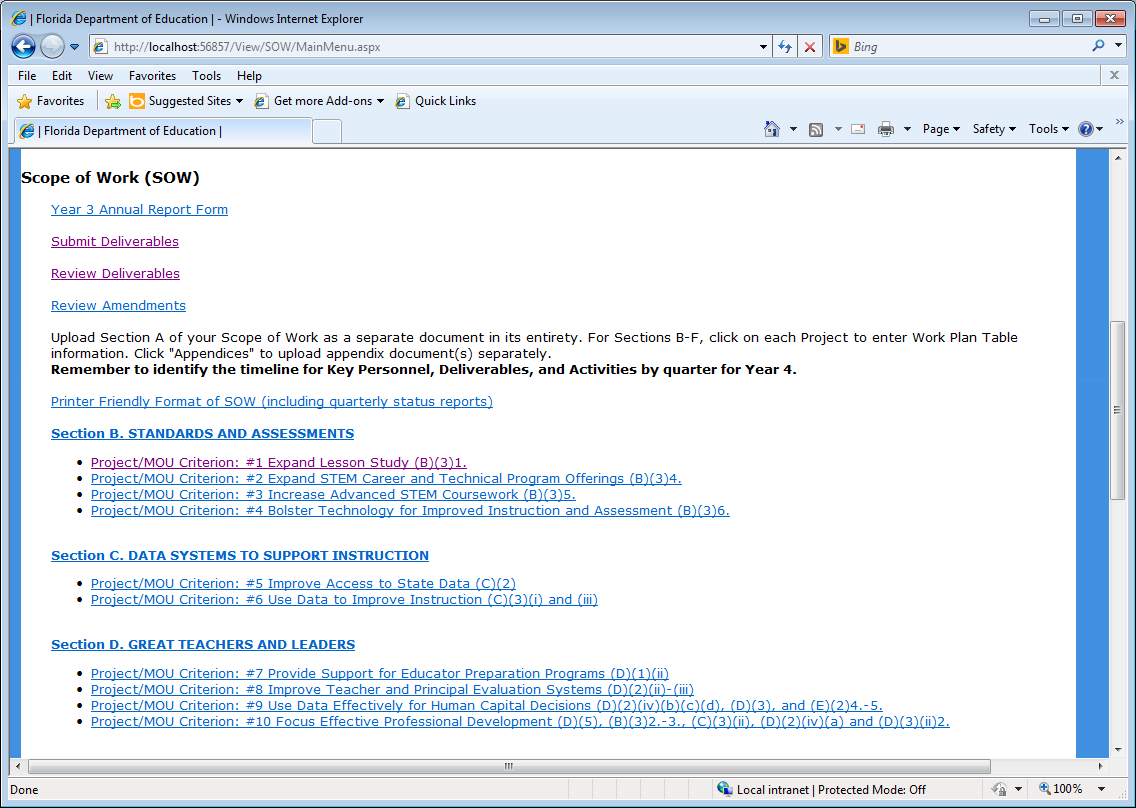 | Florida Department of Education | - Windows Internet Explorer
http://localhost:56857/View/SOW/MainMenu.aspx
Bing
File Edit View Favorites Tools Help
X
Favorites Suggested Sites Get more Add-ons Quick Links
| Florida Department of Education |
Page Safety Tools
Scope of Work (SOW)
Year 3 Annual Report Form
Submit Deliverables
Review Deliverables
Review Amendments
Upload Section A of your Scope of Work as a separate document in its entirety. For Sections B-F, click on each Project to enter Work Plan Table
information. Click "Appendices" to upload appendix document(s) separately.
Remember to identify the timeline for Key Personnel, Deliverables, and Activities by quarter for Year 4.
Printer Friendly Format of SOW (including quarterly status reports)
Section B. STANDARDS AND ASSESSMENTS
• Project/MOU Criterion: #1 Expand Lesson Study (B)(3)1.
• Project/MOU Criterion: #2 Expand STEM Career and Technical Program Offerings (B)(3)4.
• Project/MOU Criterion: #3 Increase Advanced STEM Coursework (B)(3)5.
• Project/MOU Criterion: #4 Bolster Technology for Improved Instruction and Assessment (B)(3)6.
Section C. DATA SYSTEMS TO SUPPORT INSTRUCTION
• Project/MOU Criterion: #5 Improve Access to State Data (C)(2)
• Project/MOU Criterion: #6 Use Data to Improve Instruction (C)(3)(i) and (iii)
Section D. GREAT TEACHERS AND LEADERS
• Project/MOU Criterion: #7 Provide Support for Educator Preparation Programs (D)(1)(ii)
• Project/MOU Criterion: #8 Improve Teacher and Principal Evaluation Systems (D)(2)(ii)-(iii)
• Project/MOU Criterion: #9 Use Data Effectively for Human Capital Decisions (D)(2)(iv)(b)(c)(d), (D)(3), and (E)(2)4.-5.
• Project/MOU Criterion: #10 Focus Effective Professional Development (D)(5), (B)(3)2.-3., (C)(3)(ii), (D)(2)(iv)(a) and (D)(3)(ii)2.
Done Local intranet | Protected Mode: Off 100%